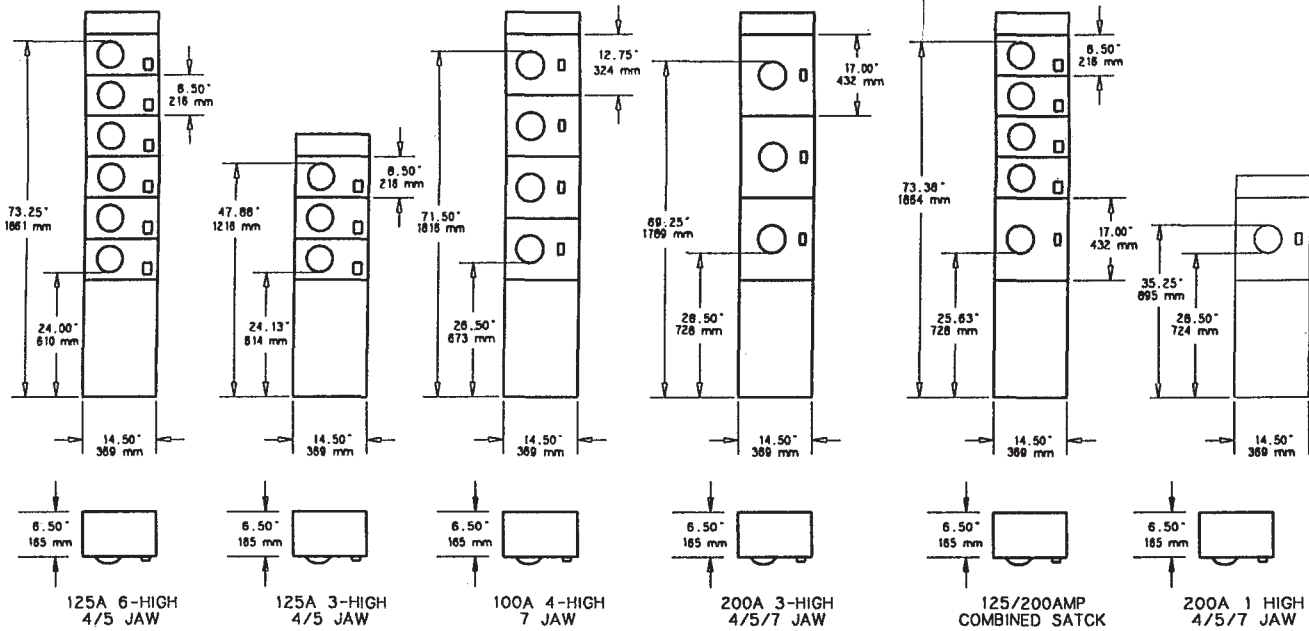 73.25"
1861 mm
8.50"
216 mm
24.00"
610 mm
14.50"
369 mm
6.50"
165 mm
125A 6-HIGH
4/5 JAW
47.88"
1216 mm
8.50"
216 mm
24.13"
614 mm
14.50"
369 mm
6.50"
165 mm
125A 3-HIGH
4/5 JAW
71.50"
1816 mm
12.75"
324 mm
26.50"
673 mm
14.50"
369 mm
6.50"
165 mm
100A 4-HIGH
7 JAW
69.25"
1769 mm
17.00"
432 mm
28.50"
726 mm
14.50"
369 mm
6.50"
165 mm
200A 3-HIGH
4/5/7 JAW
73.38"
1864 mm
8.50"
216 mm
17.00"
432 mm
25.63"
726 mm
14.50"
369 mm
6.50"
165 mm
125/200AMP
COMBINED SATCK
35.25"
895 mm
28.50"
724 mm
14.50"
369 mm
6.50"
165 mm
200A 1 HIGH
4/5/7 JAW